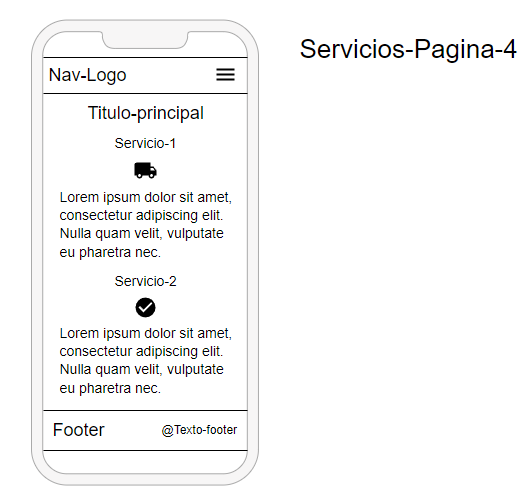 Servicios-Pagina-4
Nav-Logo
Titulo-principal
Servicio-1
Lorem ipsum dolor sit amet,
consectetur adipiscing elit.
Nulla quam velit, vulputate
eu pharetra nec.
Servicio-2
Lorem ipsum dolor sit amet,
consectetur adipiscing elit.
Nulla quam velit, vulputate
eu pharetra nec.
Footer
@Texto-footer